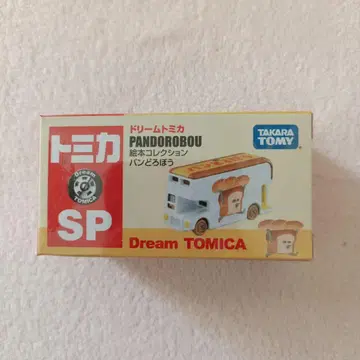 トミカ
Dream
TOMICA
SP
ドリームトミカ
PANDOROBOU
絵本コレクション
パンどろぼう
TAKARA
TOMY
Dream TOMICA